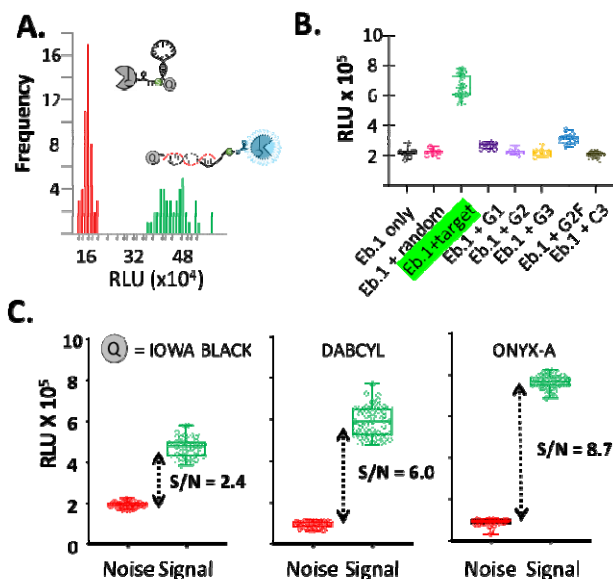 A.
Frequency
16
12
8
4
16 32 48
RLU (x10⁴)
Q
Q
B.
RLU x 10⁵
10
8
6
4
2
Eb.1 only
Eb.1 + random
Eb.1+target
Eb.1 + G1
Eb.1 + G2
Eb.1 + G3
Eb.1 + G2F
Eb.1 + C3
C.
Q = IOWA BLACK
DABCYL
ONYX-A
RLU X 10⁵
10
8
6
4
2
0
S/N = 2.4
S/N = 6.0
S/N = 8.7
Noise Signal
Noise Signal
Noise Signal